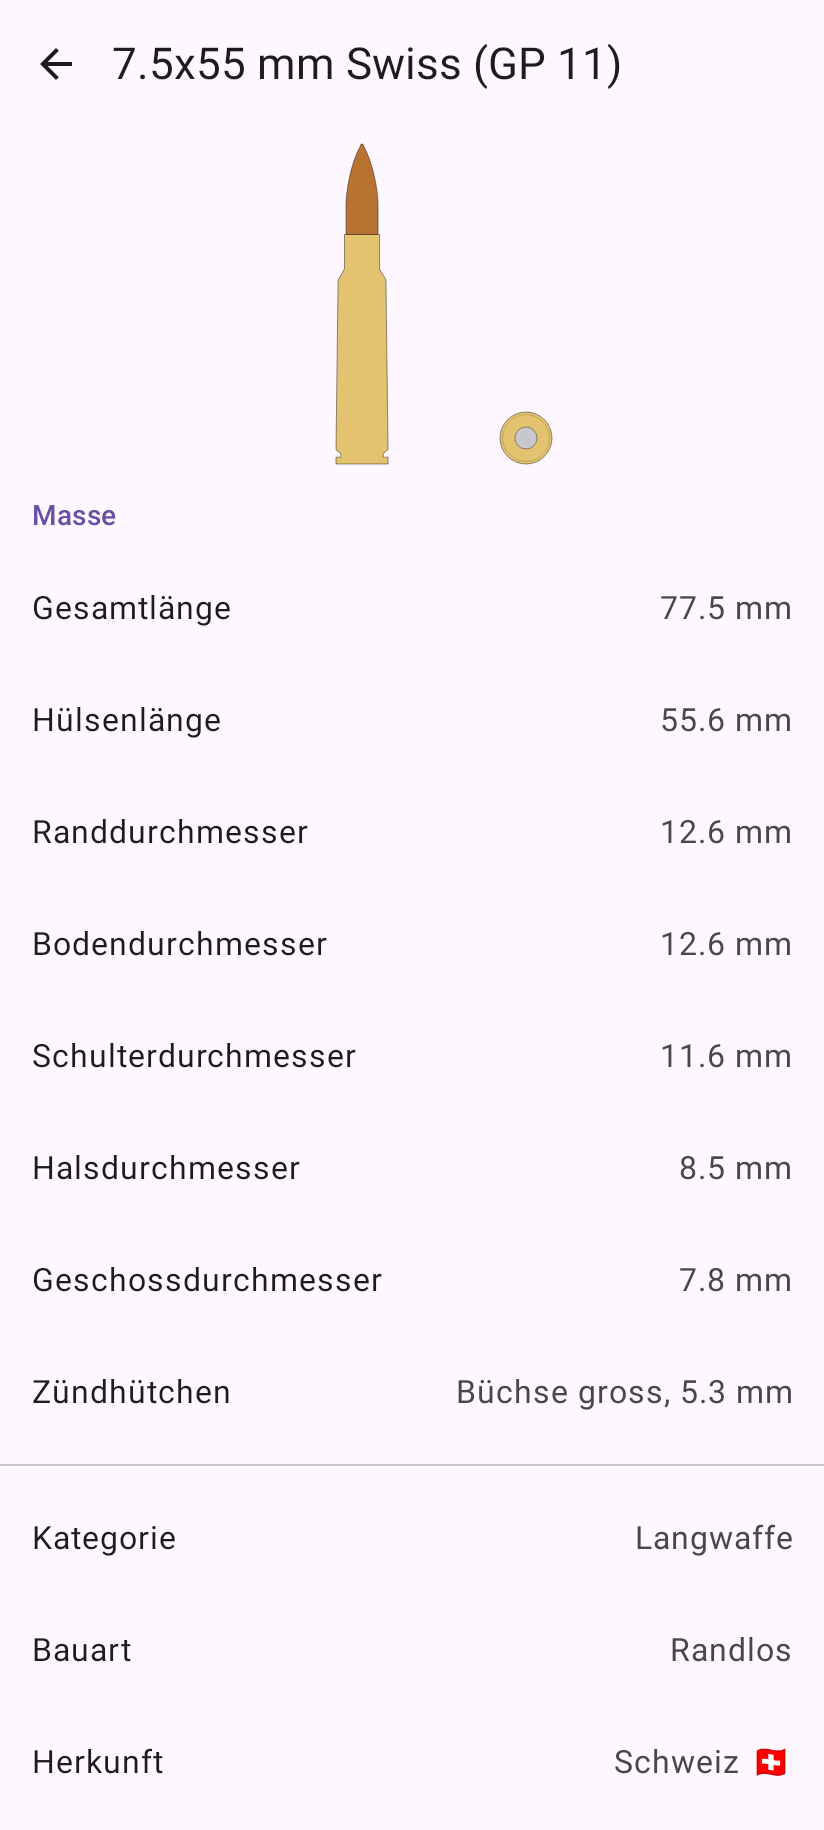 7.5x55 mm Swiss (GP 11)
Masse
Gesamtlänge 77.5 mm
Hülsenlänge 55.6 mm
Randdurchmesser 12.6 mm
Bodendurchmesser 12.6 mm
Schulterdurchmesser 11.6 mm
Halsdurchmesser 8.5 mm
Geschossdurchmesser 7.8 mm
Zündhütchen Büchse gross, 5.3 mm
Kategorie Langwaffe
Bauart Randlos
Herkunft Schweiz 🇨🇭